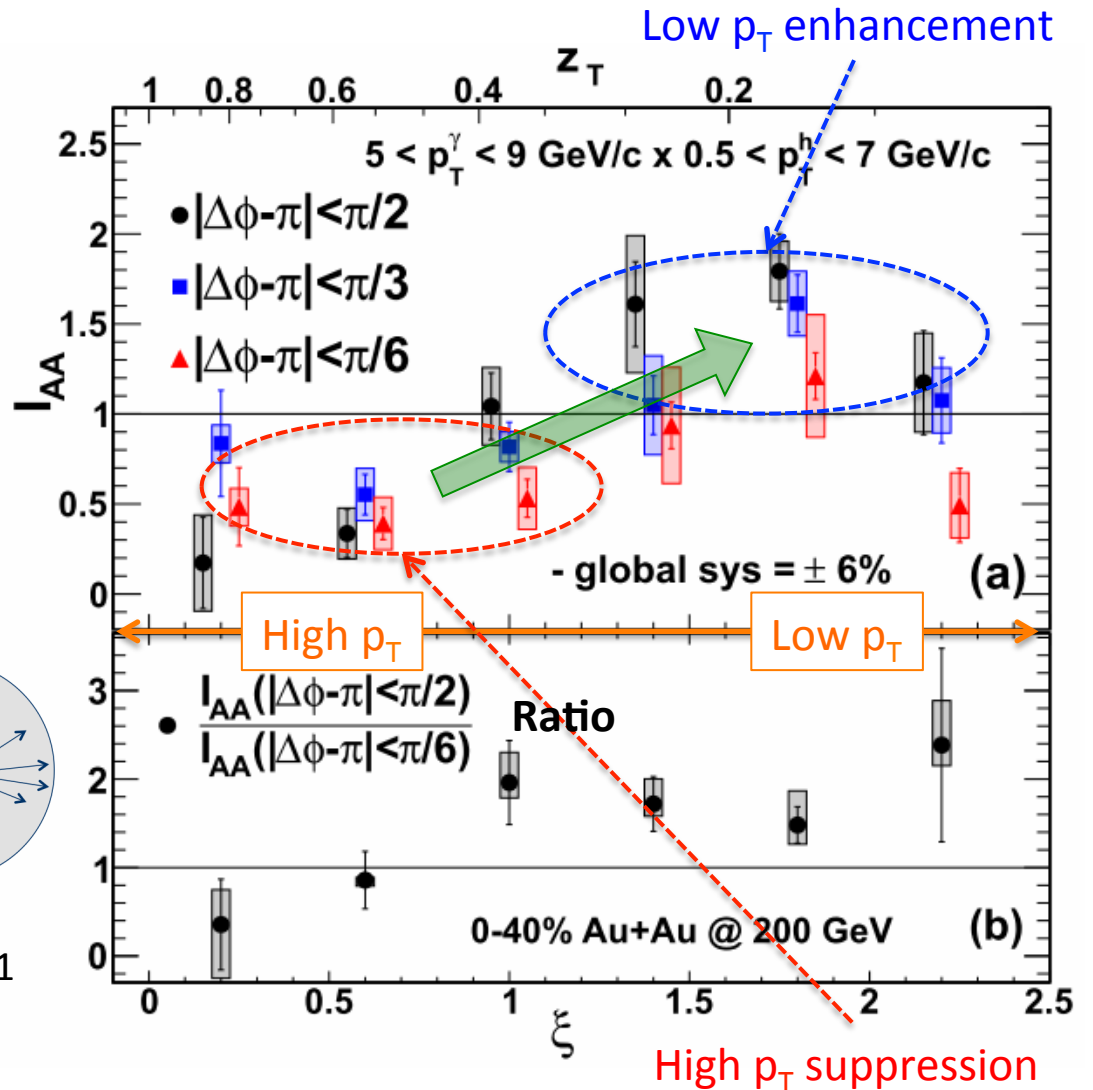 Low pT enhancement
zT
1 0.8 0.6 0.4 0.2
5 < pTγ < 9 GeV/c x 0.5 < pTh < 7 GeV/c
2.5
2
1.5
1
0.5
0
IAA
● |Δϕ-π|<π/2
■ |Δϕ-π|<π/3
▲ |Δϕ-π|<π/6
- global sys = ± 6%
(a)
High pT
Low pT
3
2
1
0
● IAA(|Δϕ-π|<π/2)
IAA(|Δϕ-π|<π/6)
Ratio
0-40% Au+Au @ 200 GeV
(b)
1
0 0.5 1 1.5 2 2.5
ξ
High pT suppression